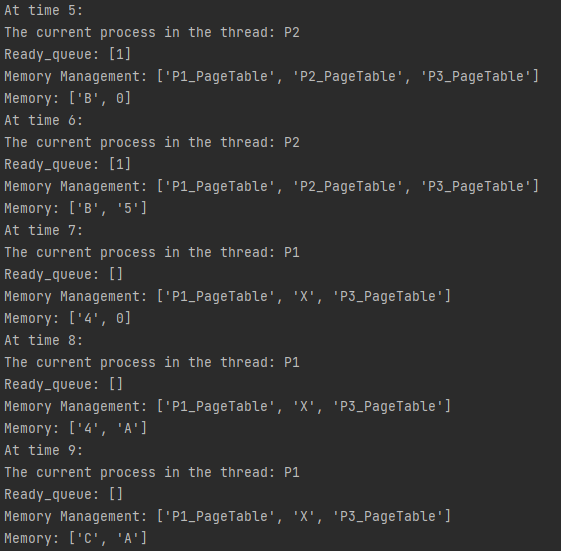 At time 5:
The current process in the thread: P2
Ready_queue: [1]
Memory Management: ['P1_PageTable', 'P2_PageTable', 'P3_PageTable']
Memory: ['B', 0]
At time 6:
The current process in the thread: P2
Ready_queue: [1]
Memory Management: ['P1_PageTable', 'P2_PageTable', 'P3_PageTable']
Memory: ['B', '5']
At time 7:
The current process in the thread: P1
Ready_queue: []
Memory Management: ['P1_PageTable', 'X', 'P3_PageTable']
Memory: ['4', 0]
At time 8:
The current process in the thread: P1
Ready_queue: []
Memory Management: ['P1_PageTable', 'X', 'P3_PageTable']
Memory: ['4', 'A']
At time 9:
The current process in the thread: P1
Ready_queue: []
Memory Management: ['P1_PageTable', 'X', 'P3_PageTable']
Memory: ['C', 'A']